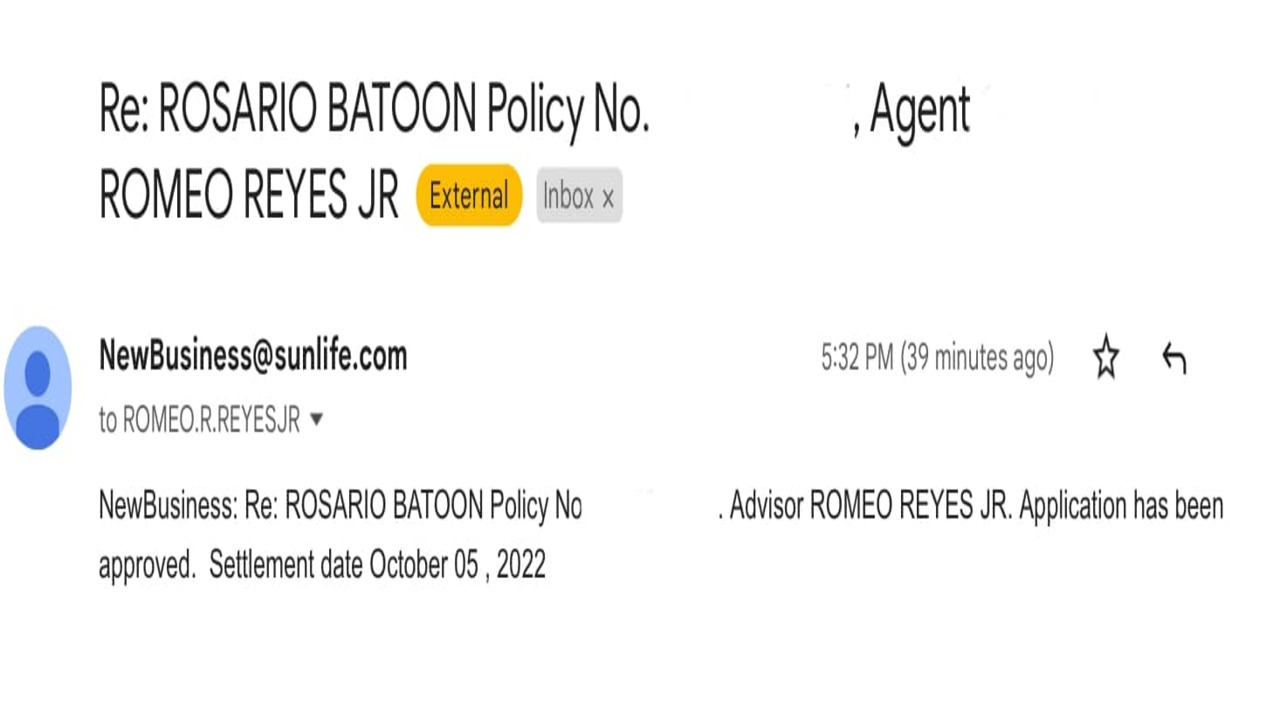 Re: ROSARIO BATOON Policy No. , Agent
ROMEO REYES JR External Inbox ×
NewBusiness@sunlife.com 5:32 PM (39 minutes ago)
to ROMEO.R.REYESJR
NewBusiness: Re: ROSARIO BATOON Policy No . Advisor ROMEO REYES JR. Application has been
approved. Settlement date October 05 , 2022